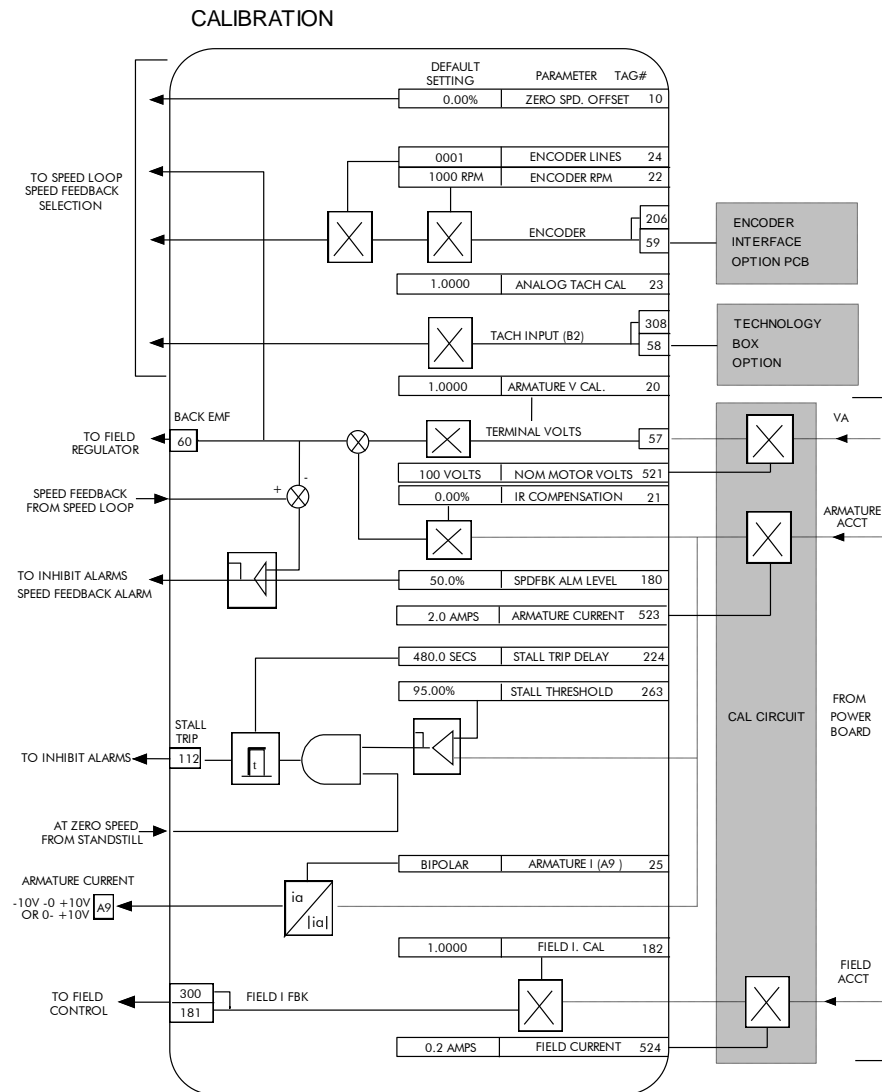 CALIBRATION
DEFAULT SETTING PARAMETER TAG#
0.00% ZERO SPD. OFFSET 10
TO SPEED LOOP
SPEED FEEDBACK
SELECTION
0001 ENCODER LINES 24
1000 RPM ENCODER RPM 22
ENCODER
206
59
ENCODER
INTERFACE
OPTION PCB
1.0000 ANALOG TACH CAL 23
TACH INPUT (B2)
308
58
TECHNOLOGY
BOX
OPTION
1.0000 ARMATURE V CAL. 20
BACK EMF
TO FIELD
REGULATOR
60
TERMINAL VOLTS
57
VA
100 VOLTS NOM MOTOR VOLTS 521
0.00% IR COMPENSATION 21
SPEED FEEDBACK
FROM SPEED LOOP
+
-
ARMATURE
ACCT
TO INHIBIT ALARMS
SPEED FEEDBACK ALARM
50.0% SPDFBK ALM LEVEL 180
2.0 AMPS ARMATURE CURRENT 523
480.0 SECS STALL TRIP DELAY 224
95.00% STALL THRESHOLD 263
CAL CIRCUIT
FROM
POWER
BOARD
STALL
TRIP
TO INHIBIT ALARMS
112
t
AT ZERO SPEED
FROM STANDSTILL
BIPOLAR ARMATURE I (A9 ) 25
ARMATURE CURRENT
-10V -0 +10V
OR 0- +10V
A9
ia
|ia|
1.0000 FIELD I. CAL 182
FIELD
ACCT
TO FIELD
CONTROL
300
181
FIELD I FBK
0.2 AMPS FIELD CURRENT 524